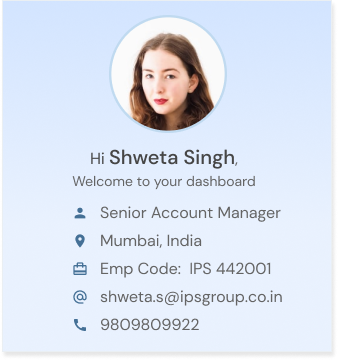 Hi Shweta Singh,
Welcome to your dashboard
Senior Account Manager
Mumbai, India
Emp Code: IPS 442001
shweta.s@ipsgroup.co.in
9809809922